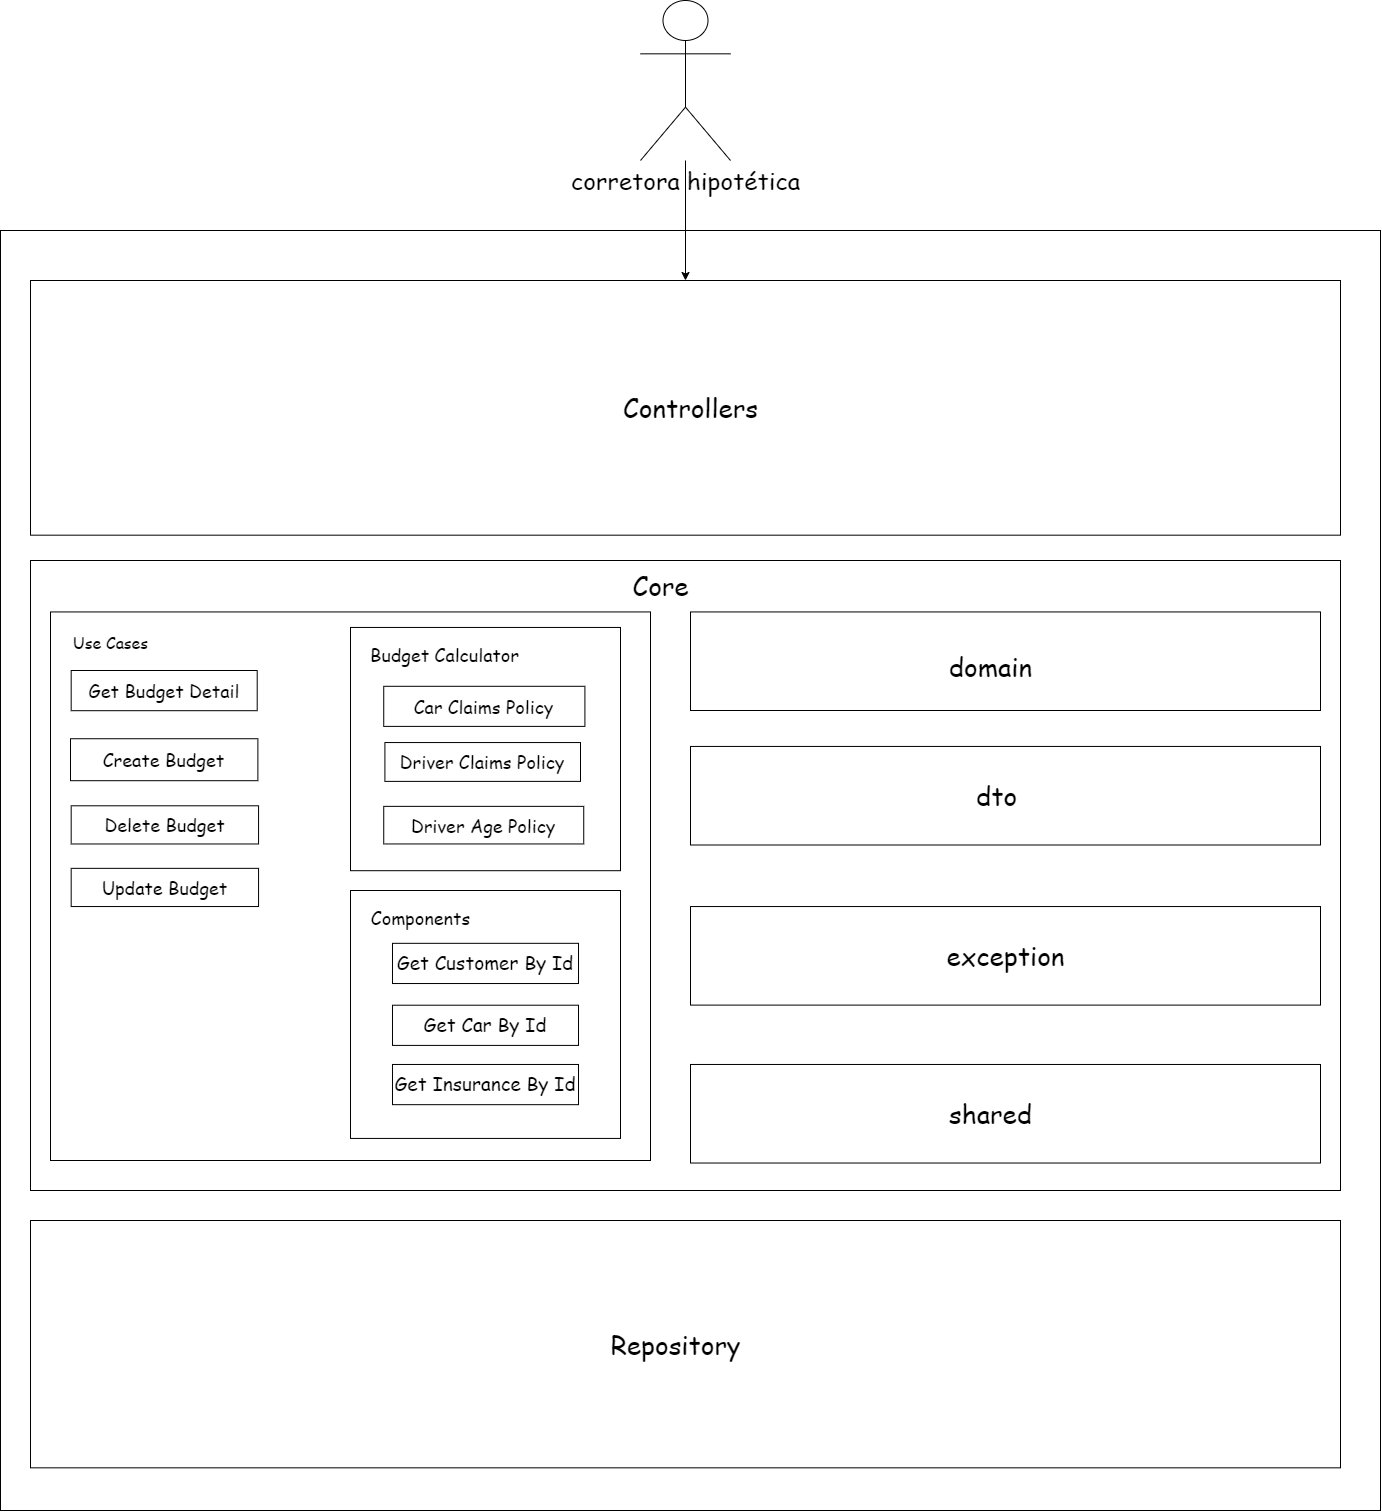 corretora hipotética
Controllers
Core
Use Cases
Get Budget Detail
Create Budget
Delete Budget
Update Budget
Budget Calculator
Car Claims Policy
Driver Claims Policy
Driver Age Policy
Components
Get Customer By Id
Get Car By Id
Get Insurance By Id
domain
dto
exception
shared
Repository